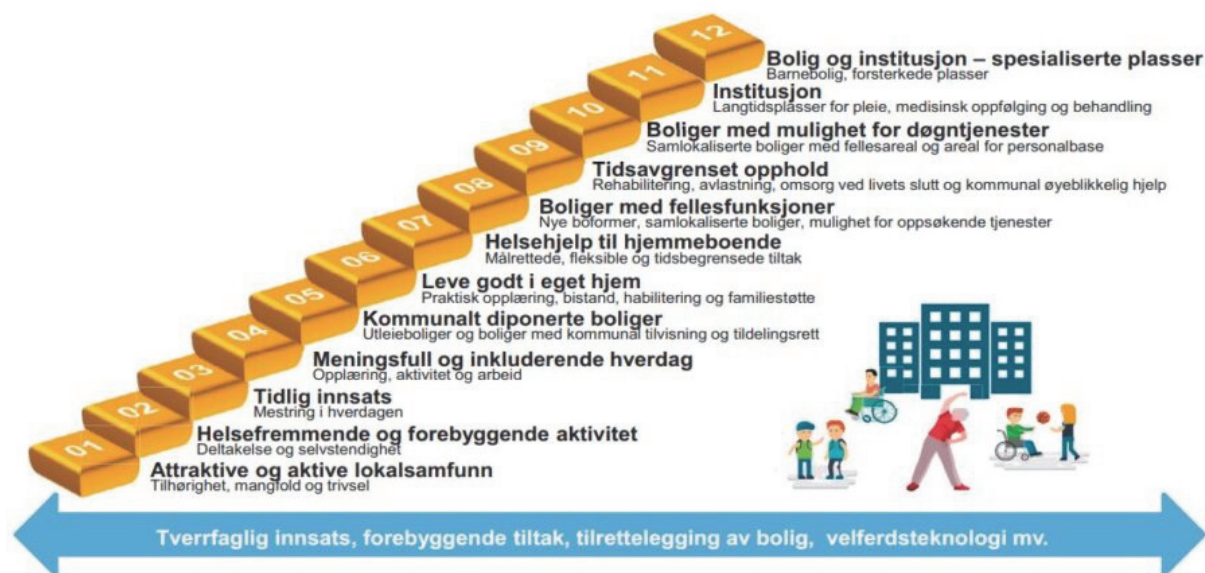 12
Bolig og institusjon – spesialiserte plasser
Barnebolig, forsterkede plasser
11
Institusjon
Langtidsplasser for pleie, medisinsk oppfølging og behandling
10
Boliger med mulighet for døgntjenester
Samlokaliserte boliger med fellesareal og areal for personalbase
09
Tidsavgrenset opphold
Rehabilitering, avlastning, omsorg ved livets slutt og kommunal øyeblikkelig hjelp
08
Boliger med fellesfunksjoner
Nye boformer, samlokaliserte boliger, mulighet for oppsøkende tjenester
07
Helsehjelp til hjemmeboende
Målrettede, fleksible og tidsbegrensede tiltak
06
Leve godt i eget hjem
Praktisk opplæring, bistand, habilitering og familiestøtte
05
Kommunalt diponerte boliger
Utleieboliger og boliger med kommunal tilvisning og tildelingsrett
04
Meningsfull og inkluderende hverdag
Opplæring, aktivitet og arbeid
03
Tidlig innsats
Mestring i hverdagen
02
Helsefremmende og forebyggende aktivitet
Deltakelse og selvstendighet
01
Attraktive og aktive lokalsamfunn
Tilhørighet, mangfold og trivsel
Tverrfaglig innsats, forebyggende tiltak, tilrettelegging av bolig, velferdsteknologi mv.